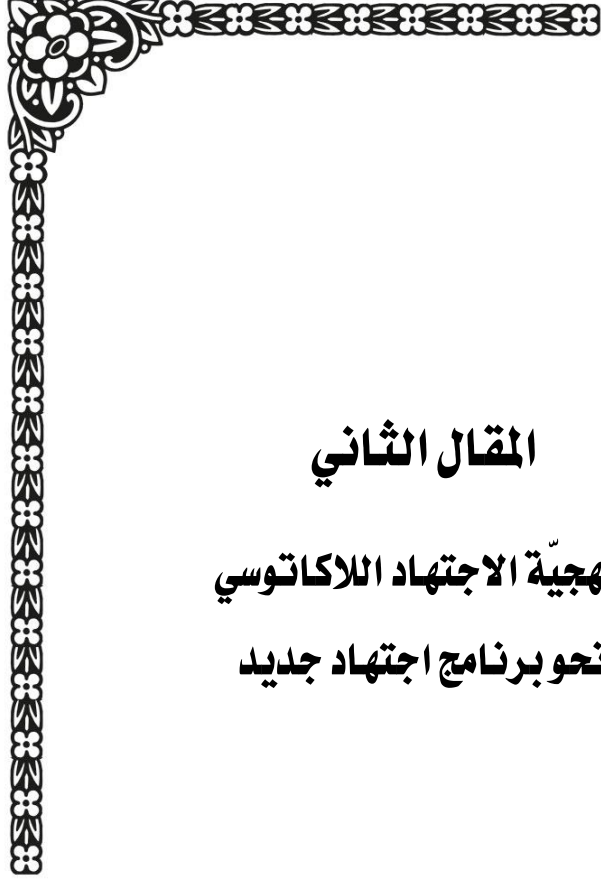 المقال الثاني
هجيّة الاجتهاد اللاكاتوسي
نحو برنامج اجتهاد جديد